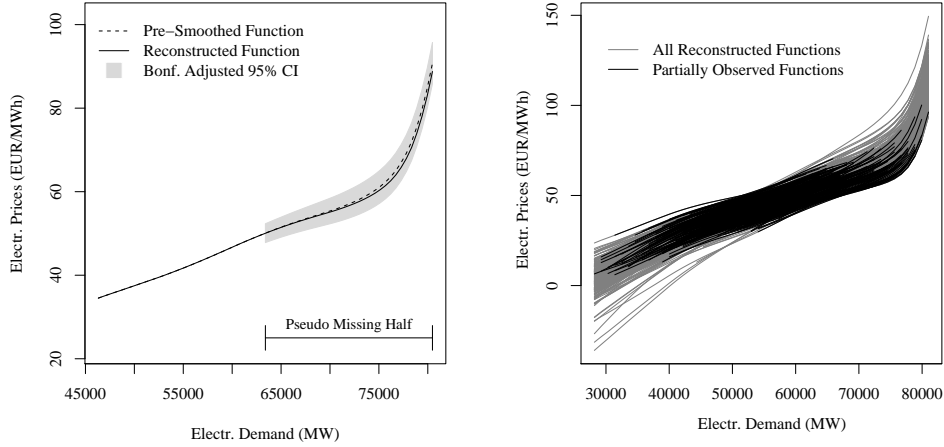 Pre−Smoothed Function
Reconstructed Function
Bonf. Adjusted 95% CI
Pseudo Missing Half
Electr. Prices (EUR/MWh)
20
40
60
80
100
45000 55000 65000 75000
Electr. Demand (MW)
All Reconstructed Functions
Partially Observed Functions
Electr. Prices (EUR/MWh)
0
50
100
150
30000 40000 50000 60000 70000 80000
Electr. Demand (MW)